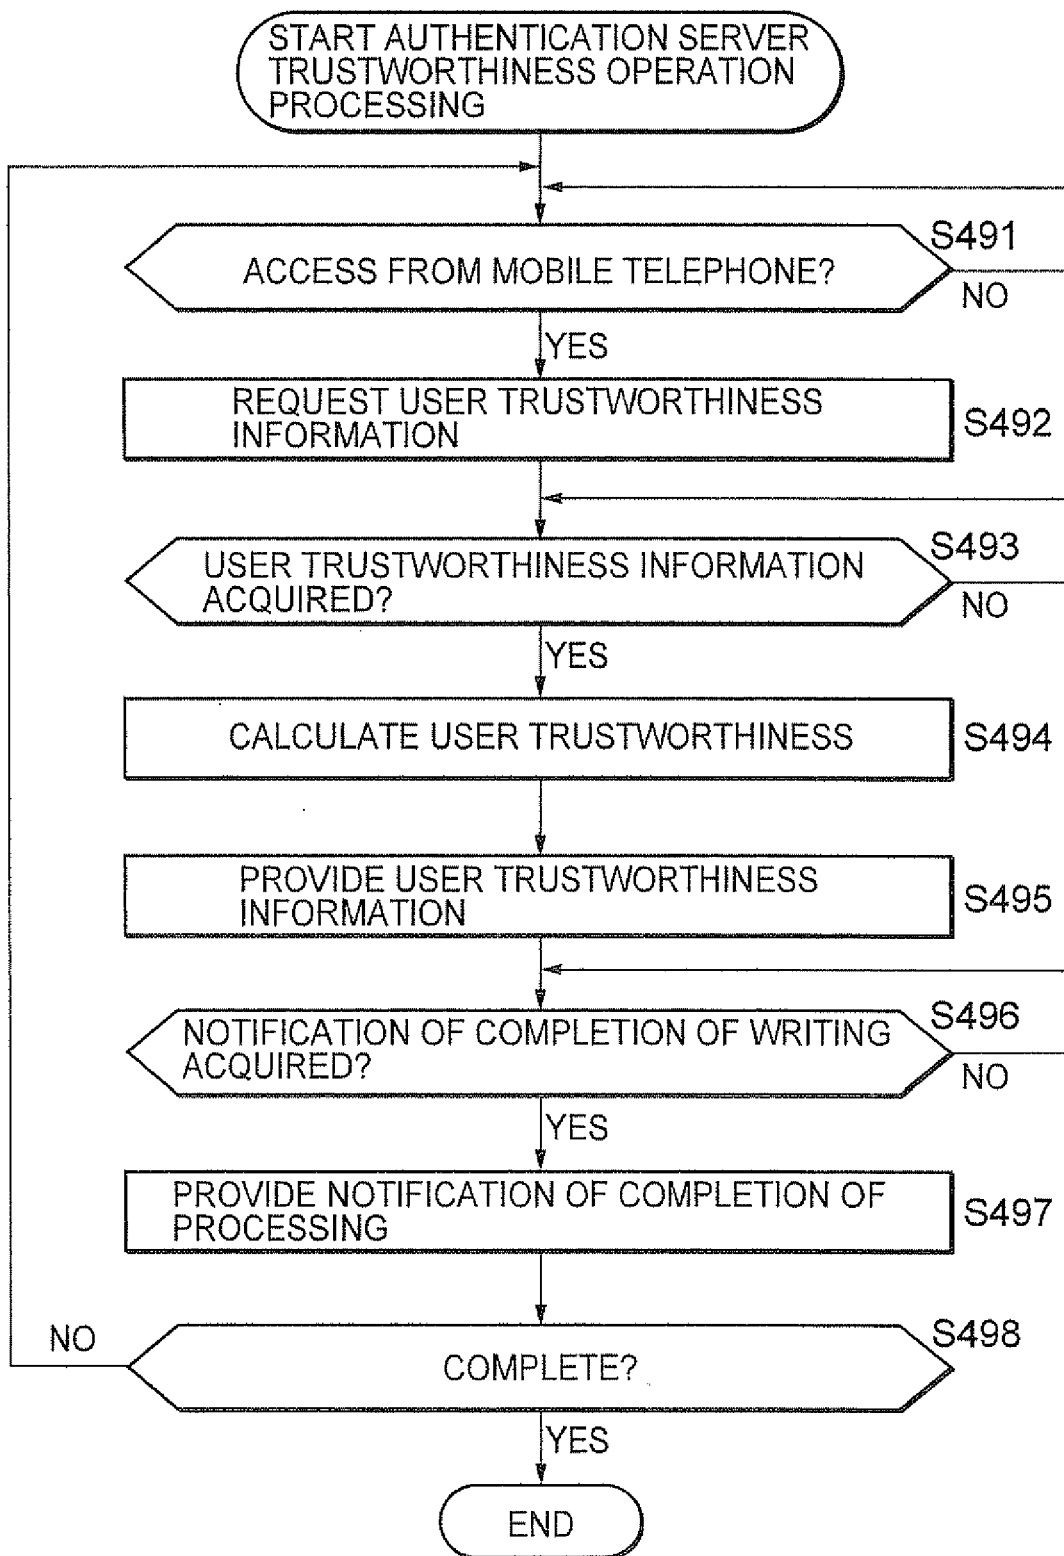 START AUTHENTICATION SERVER
TRUSTWORTHINESS OPERATION
PROCESSING
S491
ACCESS FROM MOBILE TELEPHONE?
NO
YES
REQUEST USER TRUSTWORTHINESS
INFORMATION
S492
S493
USER TRUSTWORTHINESS INFORMATION
ACQUIRED?
NO
YES
CALCULATE USER TRUSTWORTHINESS
S494
PROVIDE USER TRUSTWORTHINESS
INFORMATION
S495
S496
NOTIFICATION OF COMPLETION OF WRITING
ACQUIRED?
NO
YES
PROVIDE NOTIFICATION OF COMPLETION OF
PROCESSING
S497
S498
NO
COMPLETE?
YES
END